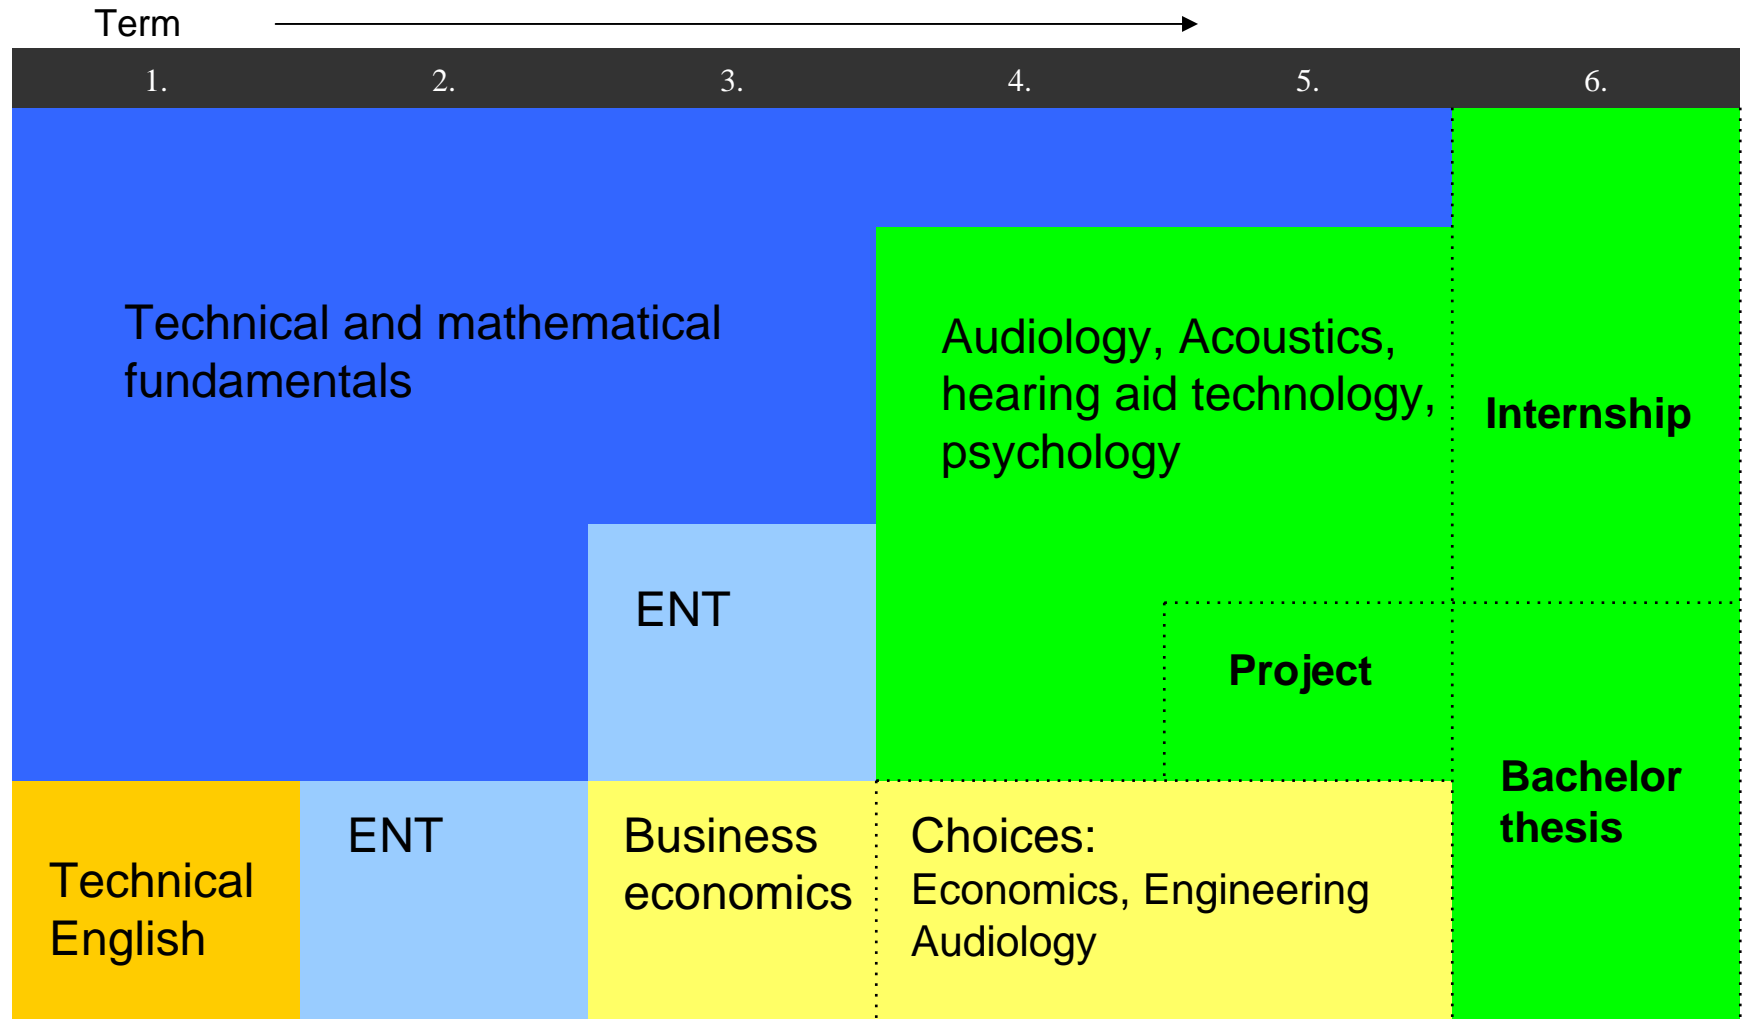 Term
1. 2. 3. 4. 5. 6.
Technical and mathematical
fundamentals
Audiology, Acoustics,
hearing aid technology,
psychology
Internship
ENT
Project
Technical
English
ENT
Business
economics
Choices:
Economics, Engineering
Audiology
Bachelor
thesis